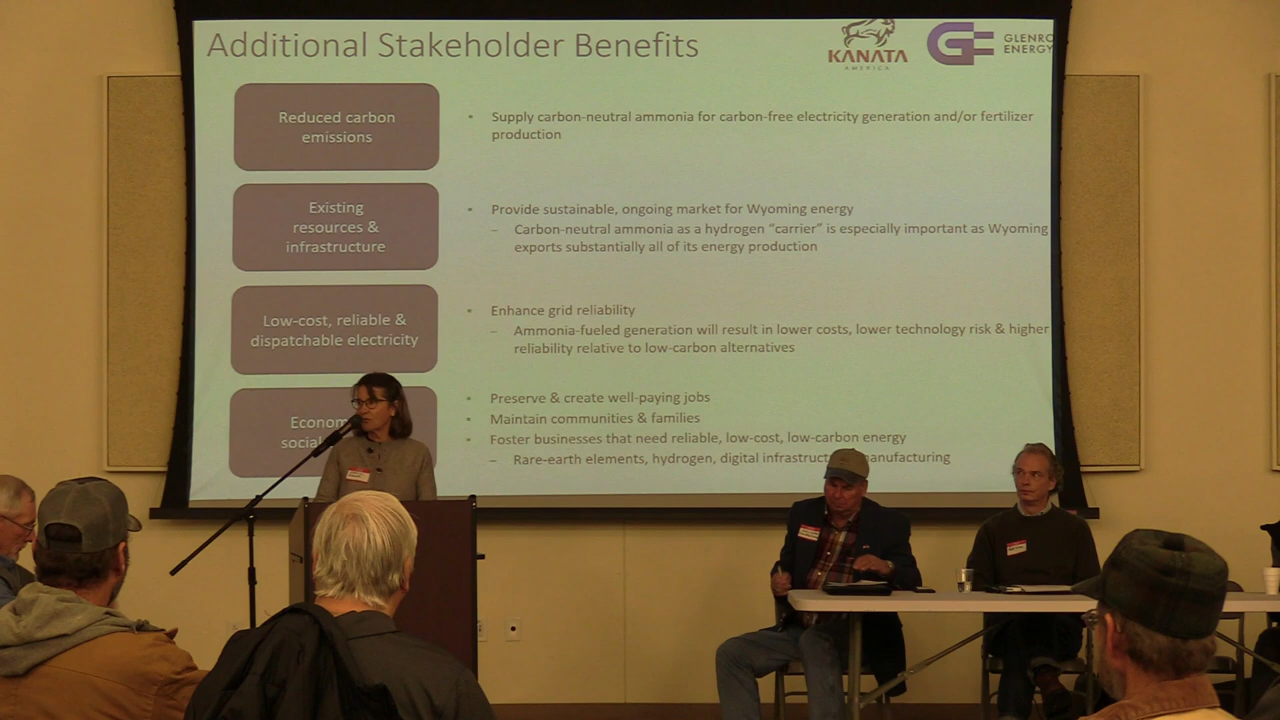 Additional Stakeholder Benefits
KANATA
AMERICA
GLENRO
ENERGY
Reduced carbon
emissions
• Supply carbon-neutral ammonia for carbon-free electricity generation and/or fertilizer
production
Existing
resources &
infrastructure
• Provide sustainable, ongoing market for Wyoming energy
– Carbon-neutral ammonia as a hydrogen “carrier” is especially important as Wyoming
exports substantially all of its energy production
Low-cost, reliable &
dispatchable electricity
• Enhance grid reliability
– Ammonia-fueled generation will result in lower costs, lower technology risk & higher
reliability relative to low-carbon alternatives
Econom
social
• Preserve & create well-paying jobs
• Maintain communities & families
• Foster businesses that need reliable, low-cost, low-carbon energy
– Rare-earth elements, hydrogen, digital infrastruct manufacturing